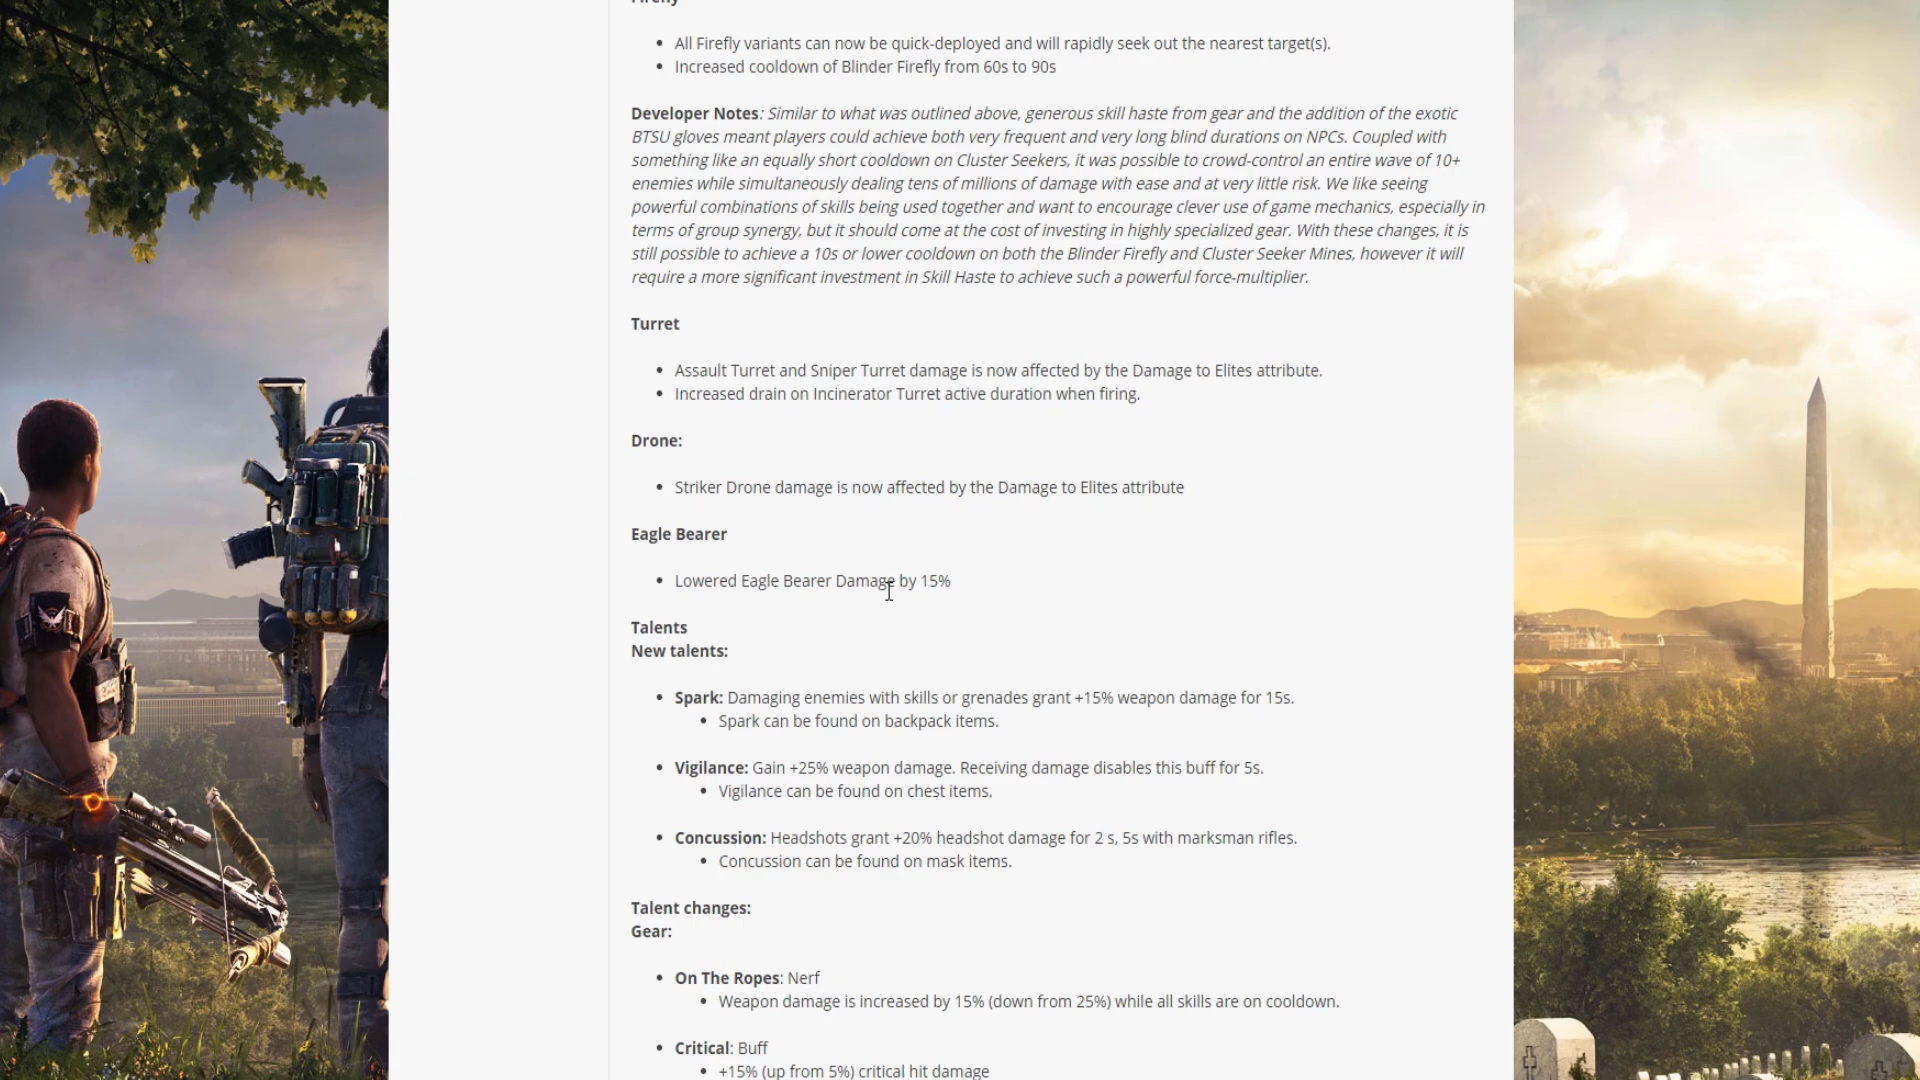 Firefly
All Firefly variants can now be quick-deployed and will rapidly seek out the nearest target(s).
Increased cooldown of Blinder Firefly from 60s to 90s
Developer Notes: Similar to what was outlined above, generous skill haste from gear and the addition of the exotic
BTSU gloves meant players could achieve both very frequent and very long blind durations on NPCs. Coupled with
something like an equally short cooldown on Cluster Seekers, it was possible to crowd-control an entire wave of 10+
enemies while simultaneously dealing tens of millions of damage with ease and at very little risk. We like seeing
powerful combinations of skills being used together and want to encourage clever use of game mechanics, especially in
terms of group synergy, but it should come at the cost of investing in highly specialized gear. With these changes, it is
still possible to achieve a 10s or lower cooldown on both the Blinder Firefly and Cluster Seeker Mines, however it will
require a more significant investment in Skill Haste to achieve such a powerful force-multiplier.
Turret
Assault Turret and Sniper Turret damage is now affected by the Damage to Elites attribute.
Increased drain on Incinerator Turret active duration when firing.
Drone:
Striker Drone damage is now affected by the Damage to Elites attribute
Eagle Bearer
Lowered Eagle Bearer Damage by 15%
Talents
New talents:
Spark: Damaging enemies with skills or grenades grant +15% weapon damage for 15s.
Spark can be found on backpack items.
Vigilance: Gain +25% weapon damage. Receiving damage disables this buff for 5s.
Vigilance can be found on chest items.
Concussion: Headshots grant +20% headshot damage for 2 s, 5s with marksman rifles.
Concussion can be found on mask items.
Talent changes:
Gear:
On The Ropes: Nerf
Weapon damage is increased by 15% (down from 25%) while all skills are on cooldown.
Critical: Buff
+15% (up from 5%) critical hit damage